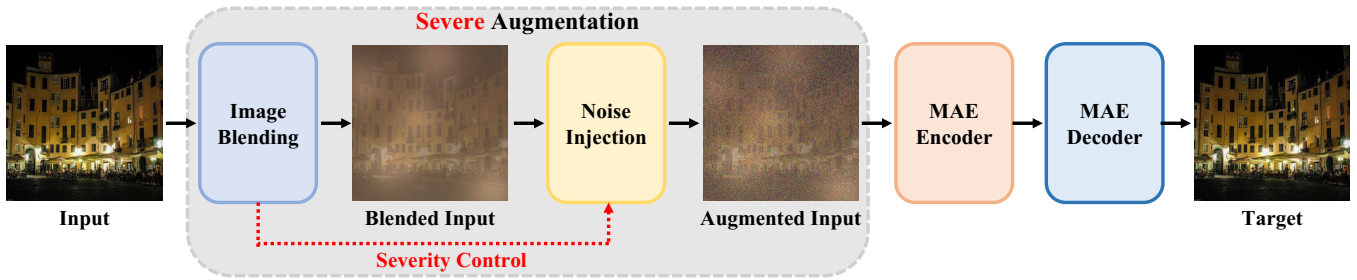 Severe Augmentation
Image
Blending
Noise
Injection
MAE
Encoder
MAE
Decoder
Input
Blended Input
Augmented Input
Target
Severity Control